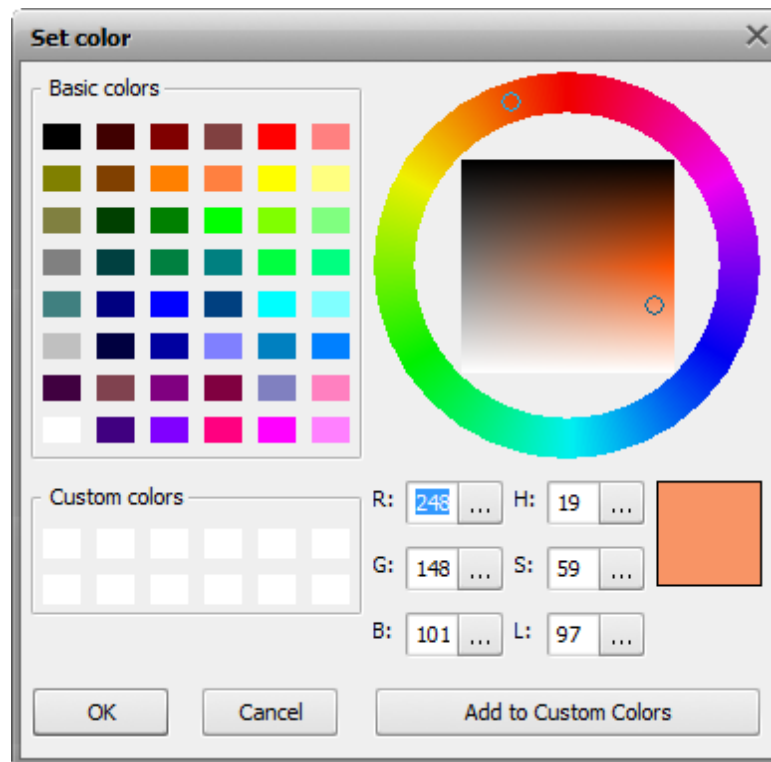 Set color
Basic colors
Custom colors
R: 248 ... H: 19 ...
G: 148 ... S: 59 ...
B: 101 ... L: 97 ...
OK Cancel Add to Custom Colors